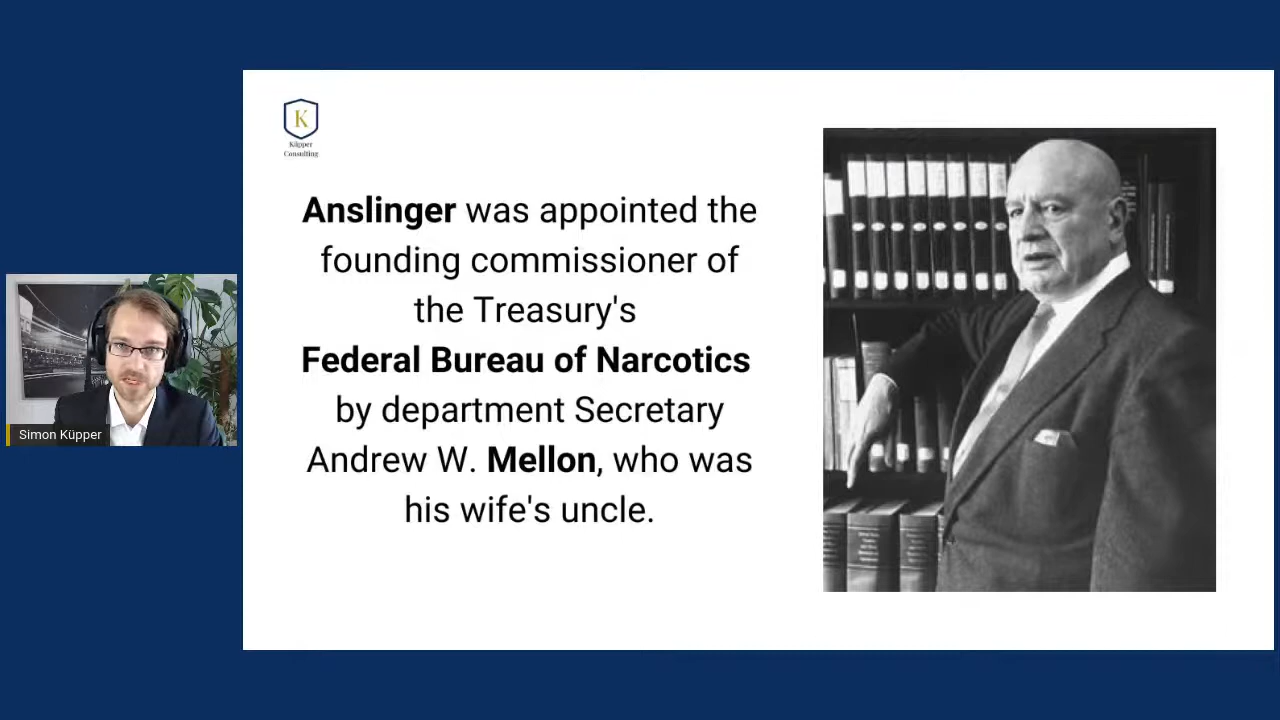 K
Küpper
Consulting
Anslinger was appointed the
founding commissioner of
the Treasury's
Federal Bureau of Narcotics
by department Secretary
Andrew W. Mellon, who was
his wife's uncle.
Simon Küpper